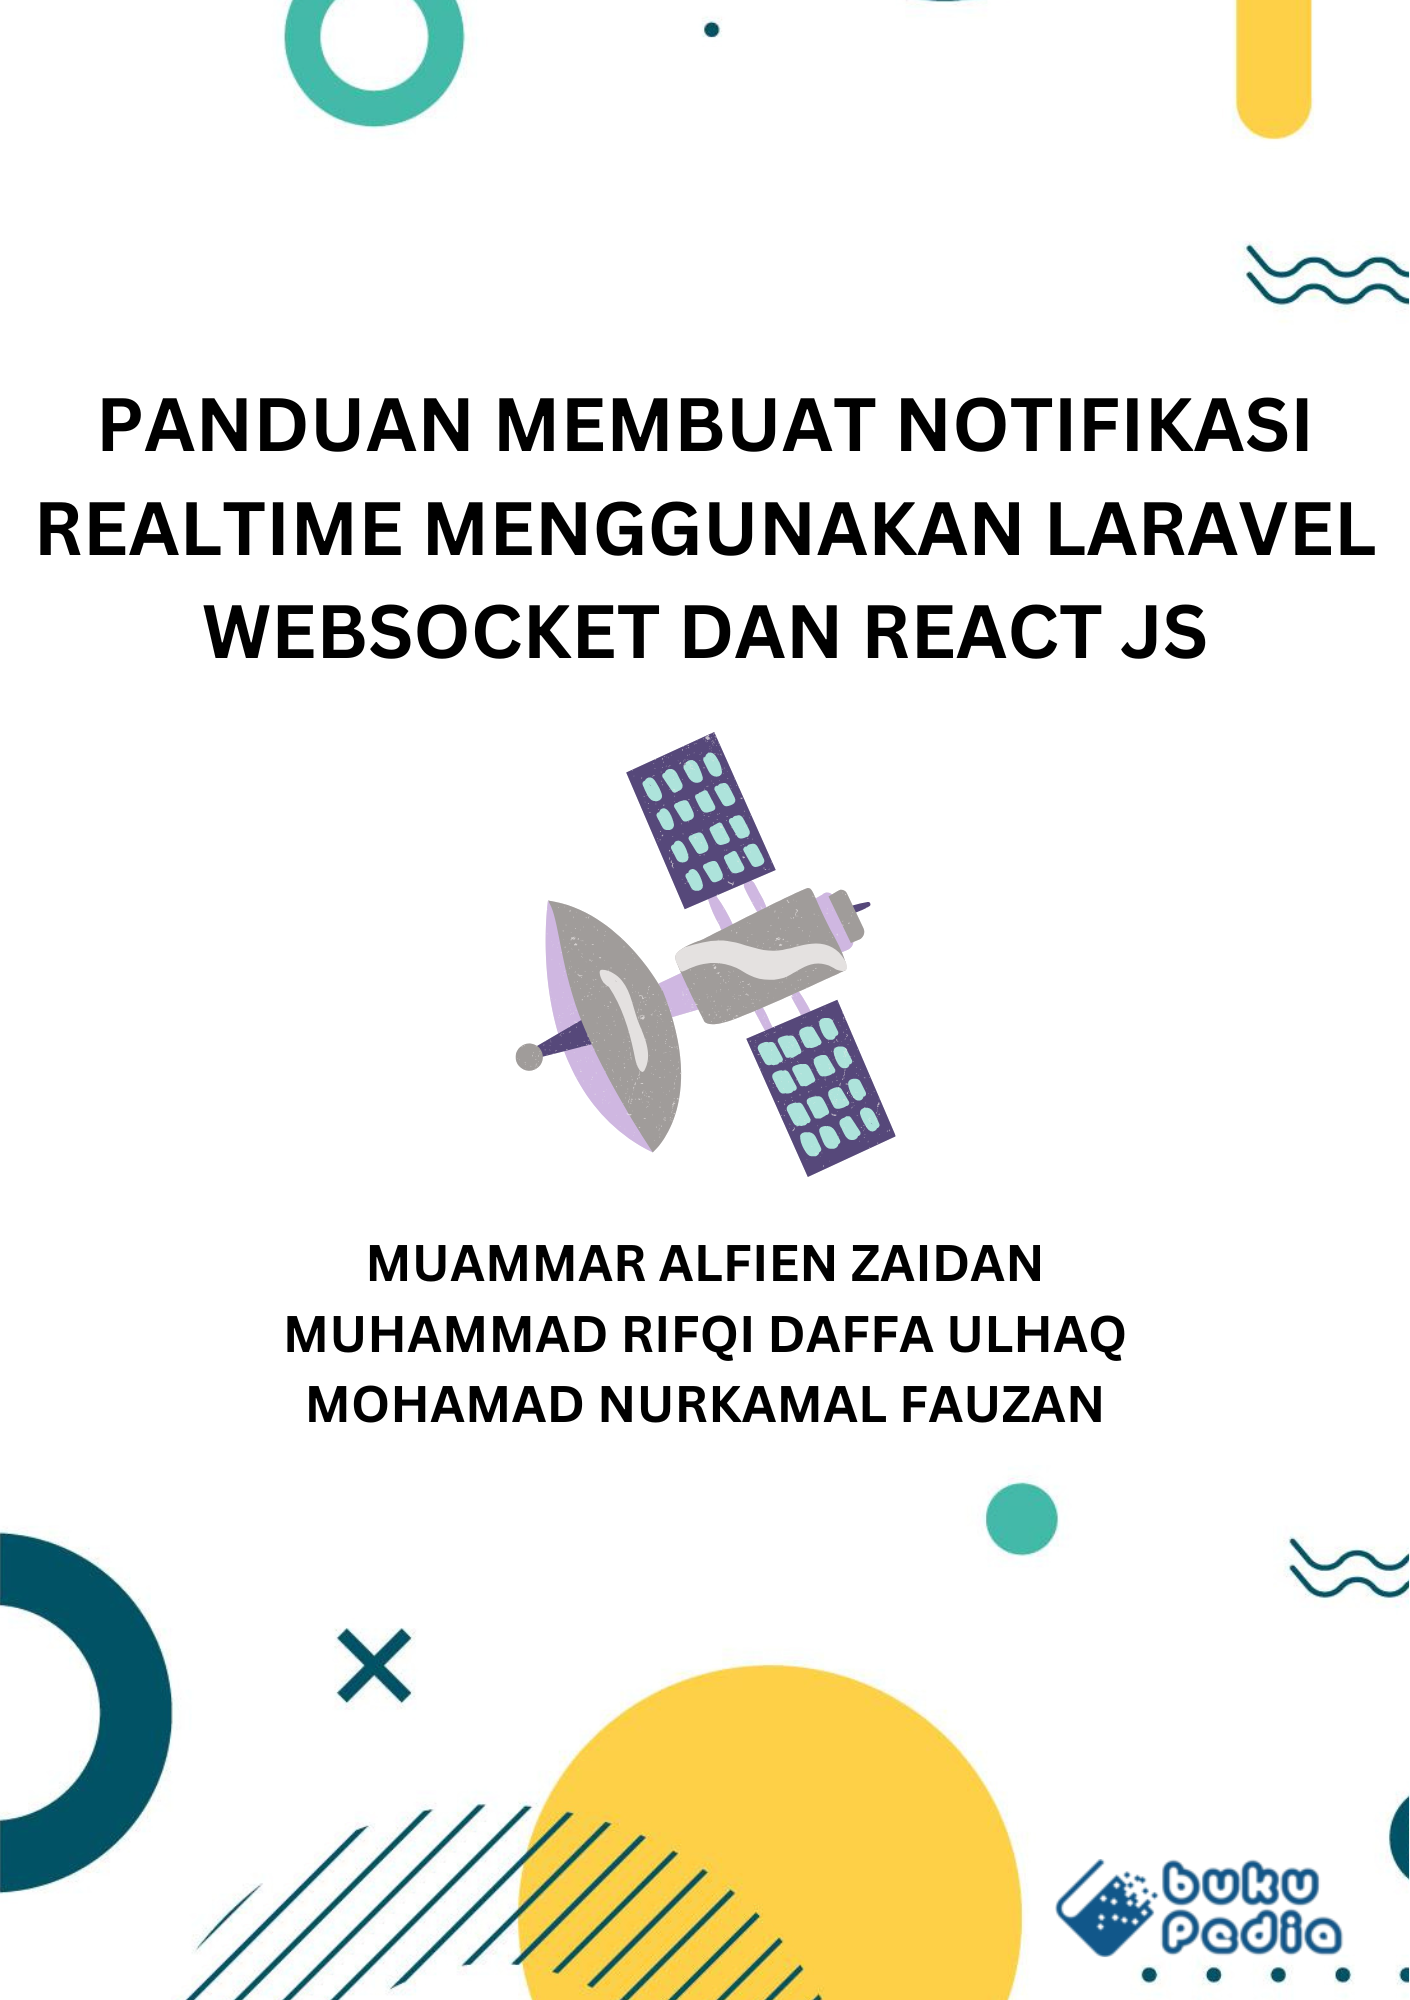 PANDUAN MEMBUAT NOTIFIKASI
REALTIME MENGGUNAKAN LARAVEL
WEBSOCKET DAN REACT JS
MUAMMAR ALFIEN ZAIDAN
MUHAMMAD RIFQI DAFFA ULHAQ
MOHAMAD NURKAMAL FAUZAN
buku
Pedia